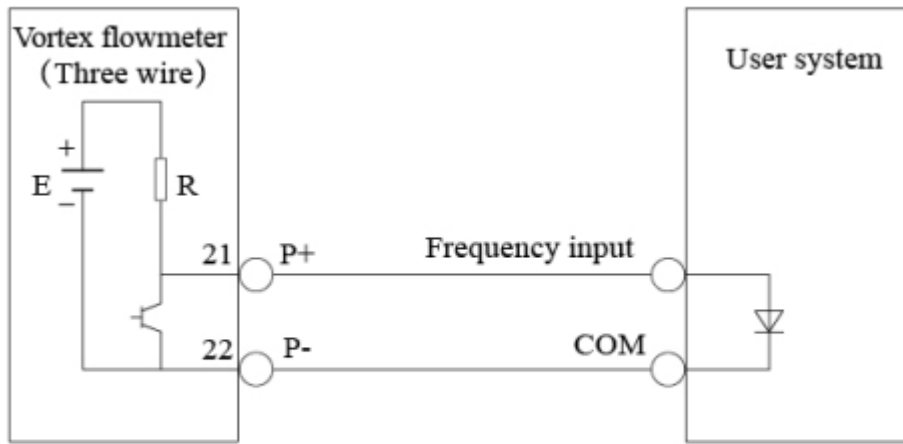 Vortex flowmeter
(Three wire)
User system
+
E
−
R
21
P+
Frequency input
22
P-
COM